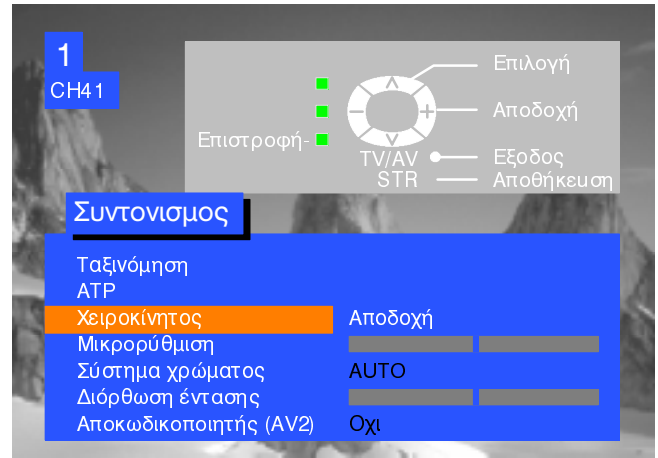 1
CH41
Επιλογή
Αποδοχή
Επιστροφή-
TV/AV Εξοδος
STR Αποθήκευση
Συντονισμος
Ταξινόμηση
ATP
Χειροκίνητος Αποδοχή
Μικρορύθμιση
Σύστημα χρώματος AUTO
Διόρθωση έντασης
Αποκωδικοποιητής (AV2) Οχι